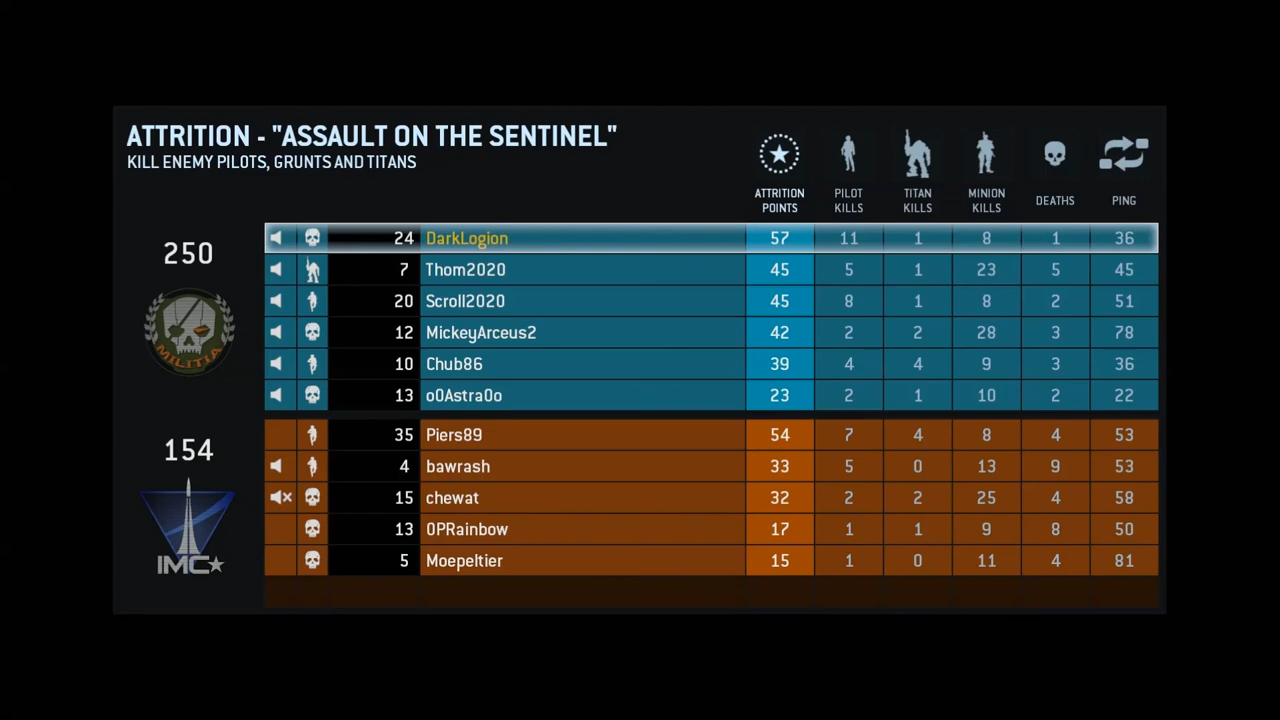 ATTRITION - "ASSAULT ON THE SENTINEL"
KILL ENEMY PILOTS, GRUNTS AND TITANS
ATTRITION POINTS PILOT KILLS TITAN KILLS MINION KILLS DEATHS PING
250
MILITIA
24 DarkLogion 57 11 1 8 1 36
7 Thom2020 45 5 1 23 5 45
20 Scroll2020 45 8 1 8 2 51
12 MickeyArceus2 42 2 2 28 3 78
10 Chub86 39 4 4 9 3 36
13 oOAstraOo 23 2 1 10 2 22
154
IMC
35 Piers89 54 7 4 8 4 53
4 bawrash 33 5 0 13 9 53
15 chewat 32 2 2 25 4 58
13 OPRainbow 17 1 1 9 8 50
5 Moepeltier 15 1 0 11 4 81